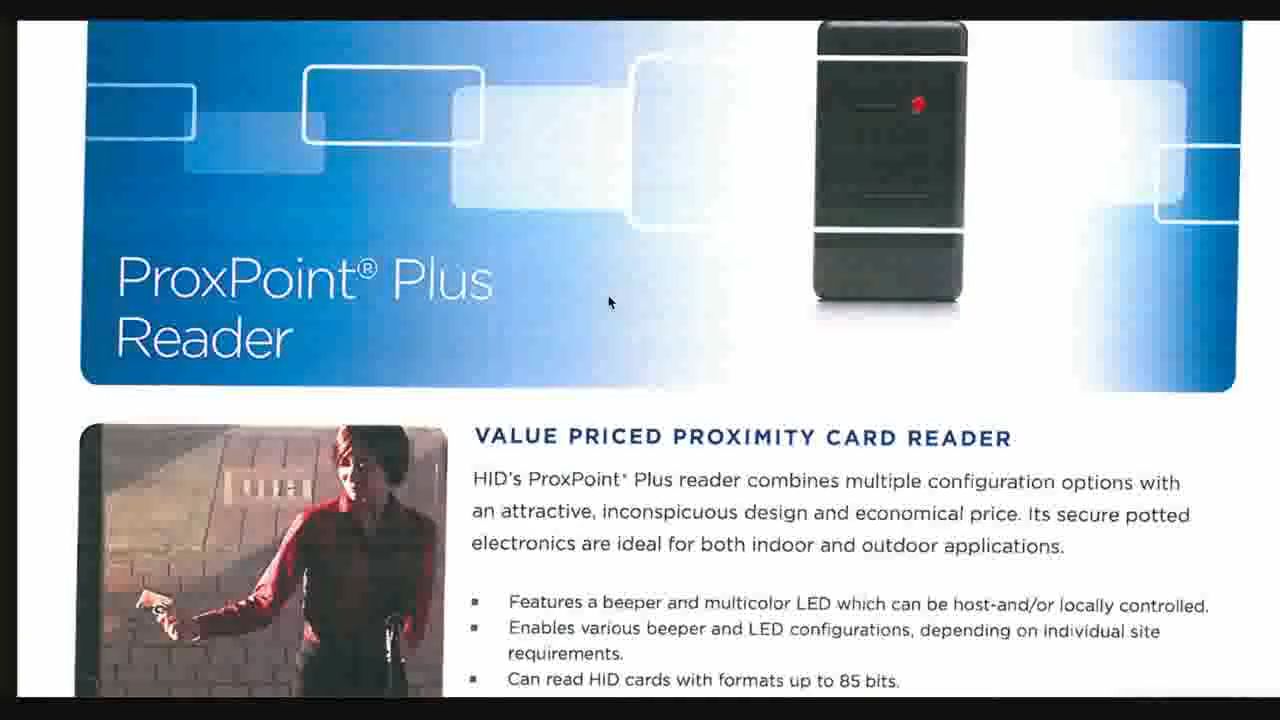 ProxPoint® Plus
Reader
VALUE PRICED PROXIMITY CARD READER
HID's ProxPoint® Plus reader combines multiple configuration options with
an attractive, inconspicuous design and economical price. Its secure potted
electronics are ideal for both indoor and outdoor applications.
▪ Features a beeper and multicolor LED which can be host-and/or locally controlled.
▪ Enables various beeper and LED configurations, depending on individual site
requirements.
▪ Can read HID cards with formats up to 85 bits.